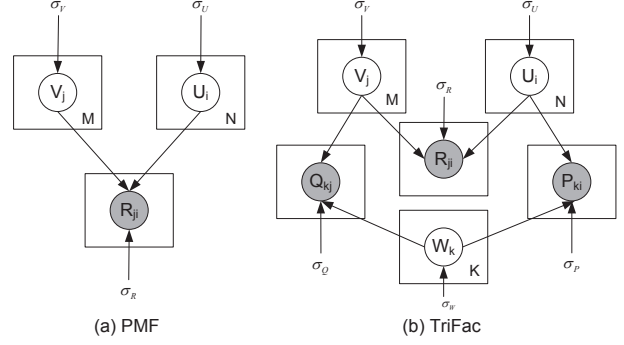 σ_V σ_U σ_V σ_U
V_j U_i V_j U_i
M N M N
σ_R
R_ji
Q_kj P_ki
R_ji
W_k
K
σ_R σ_Q σ_W σ_P
(a) PMF (b) TriFac